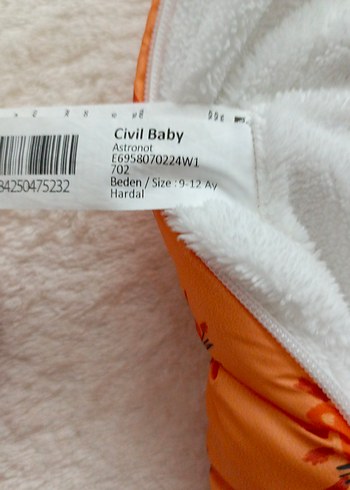 Civil Baby
Astronot
E6958070224W1
702
Beden / Size : 9-12 Ay
Hardal
84250475232